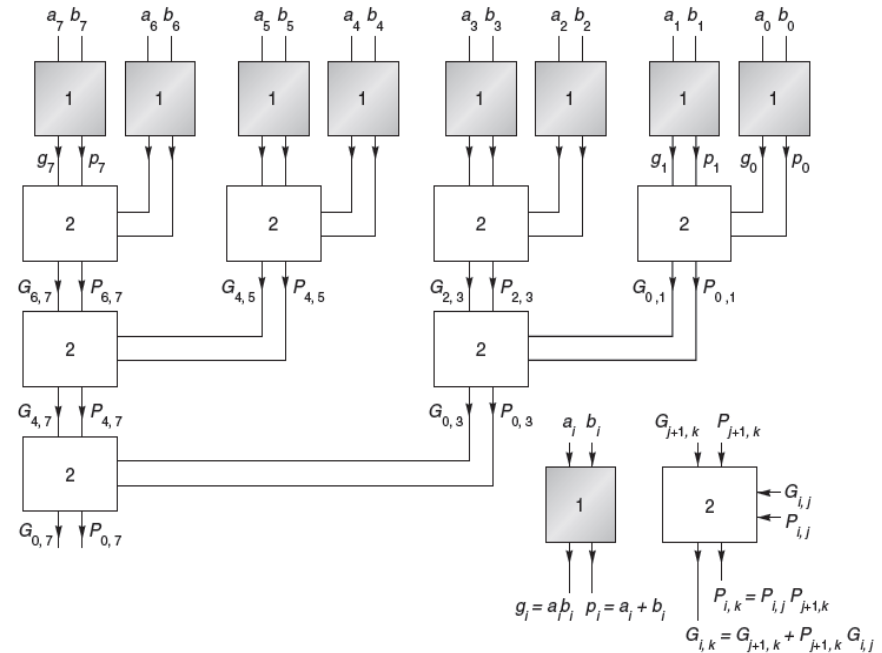 a7 b7 a6 b6 a5 b5 a4 b4 a3 b3 a2 b2 a1 b1 a0 b0
1 1 1 1 1 1 1 1
g7 p7 g1 p1 g0 p0
2 2 2 2
G6, 7 P6, 7 G4, 5 P4, 5 G2, 3 P2, 3 G0 ,1 P0 ,1
2 2
G4, 7 P4, 7 G0, 3 P0, 3
2
G0, 7 P0, 7
ai bi
1
gi = aibi pi = ai + bi
Gj+1, k Pj+1, k
2
Gi, j
Pi, j
Pi, k = Pi, j Pj+1,k
Gi, k = Gj+1, k + Pj+1, k Gi, j